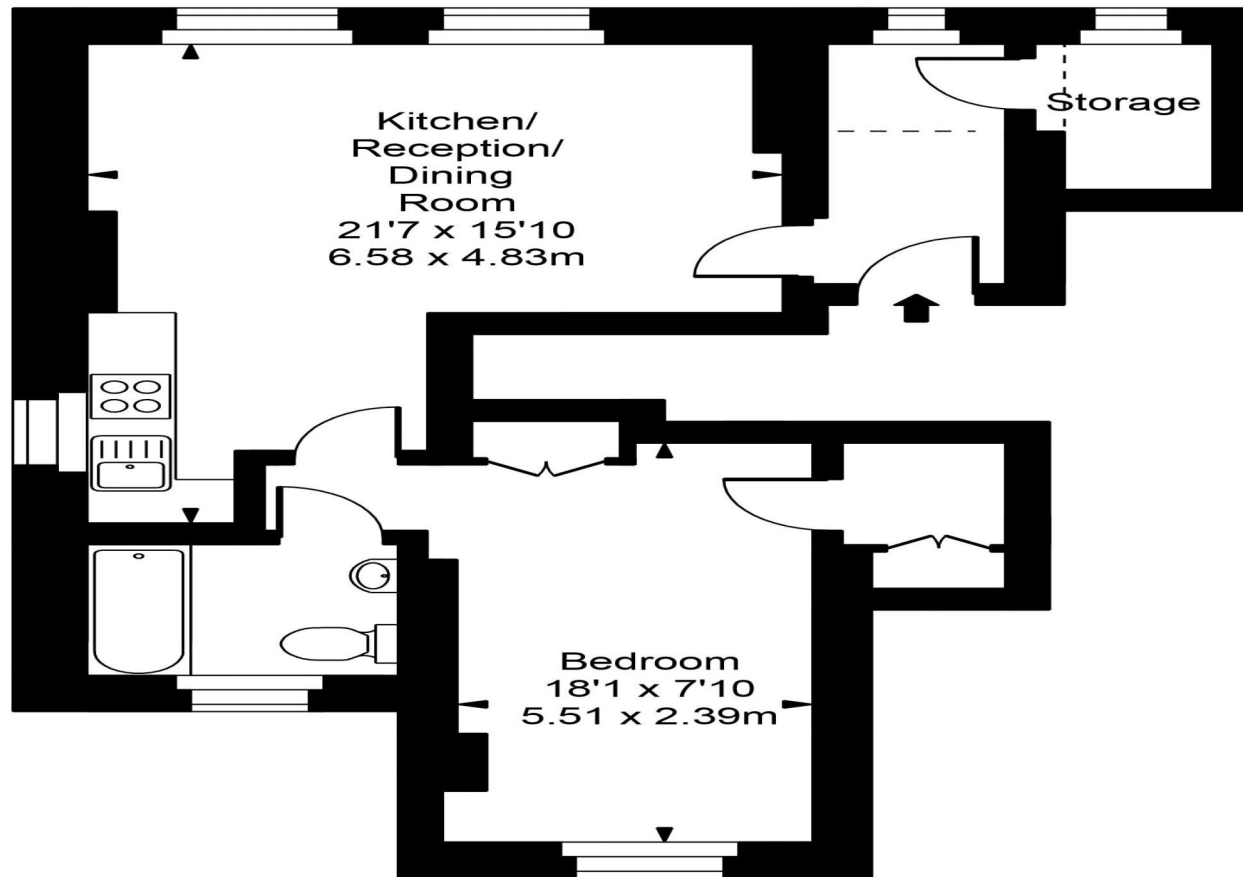 Kitchen/
Reception/
Dining
Room
21'7 x 15'10
6.58 x 4.83m
Storage
Bedroom
18'1 x 7'10
5.51 x 2.39m